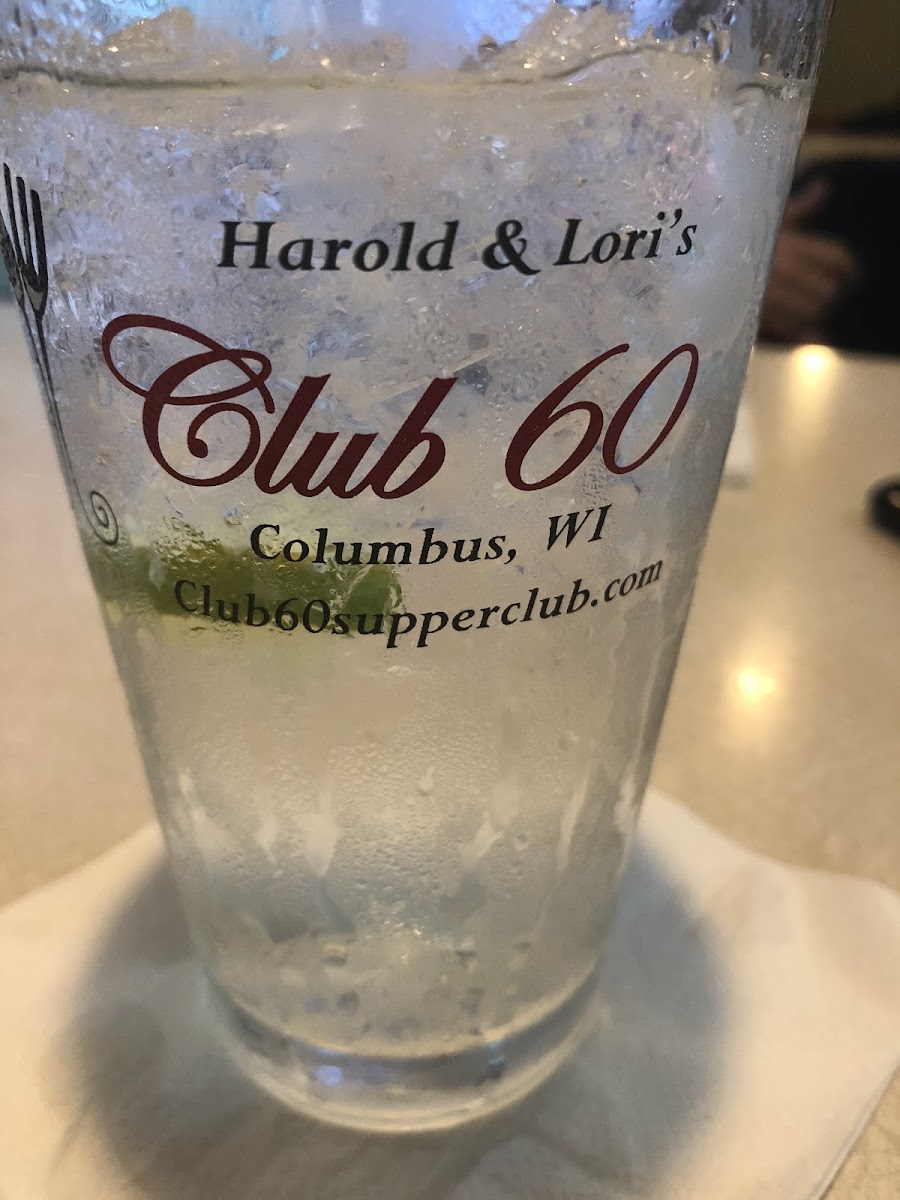 Harold & Lori's
Club 60
Columbus, WI
Club60supperclub.com